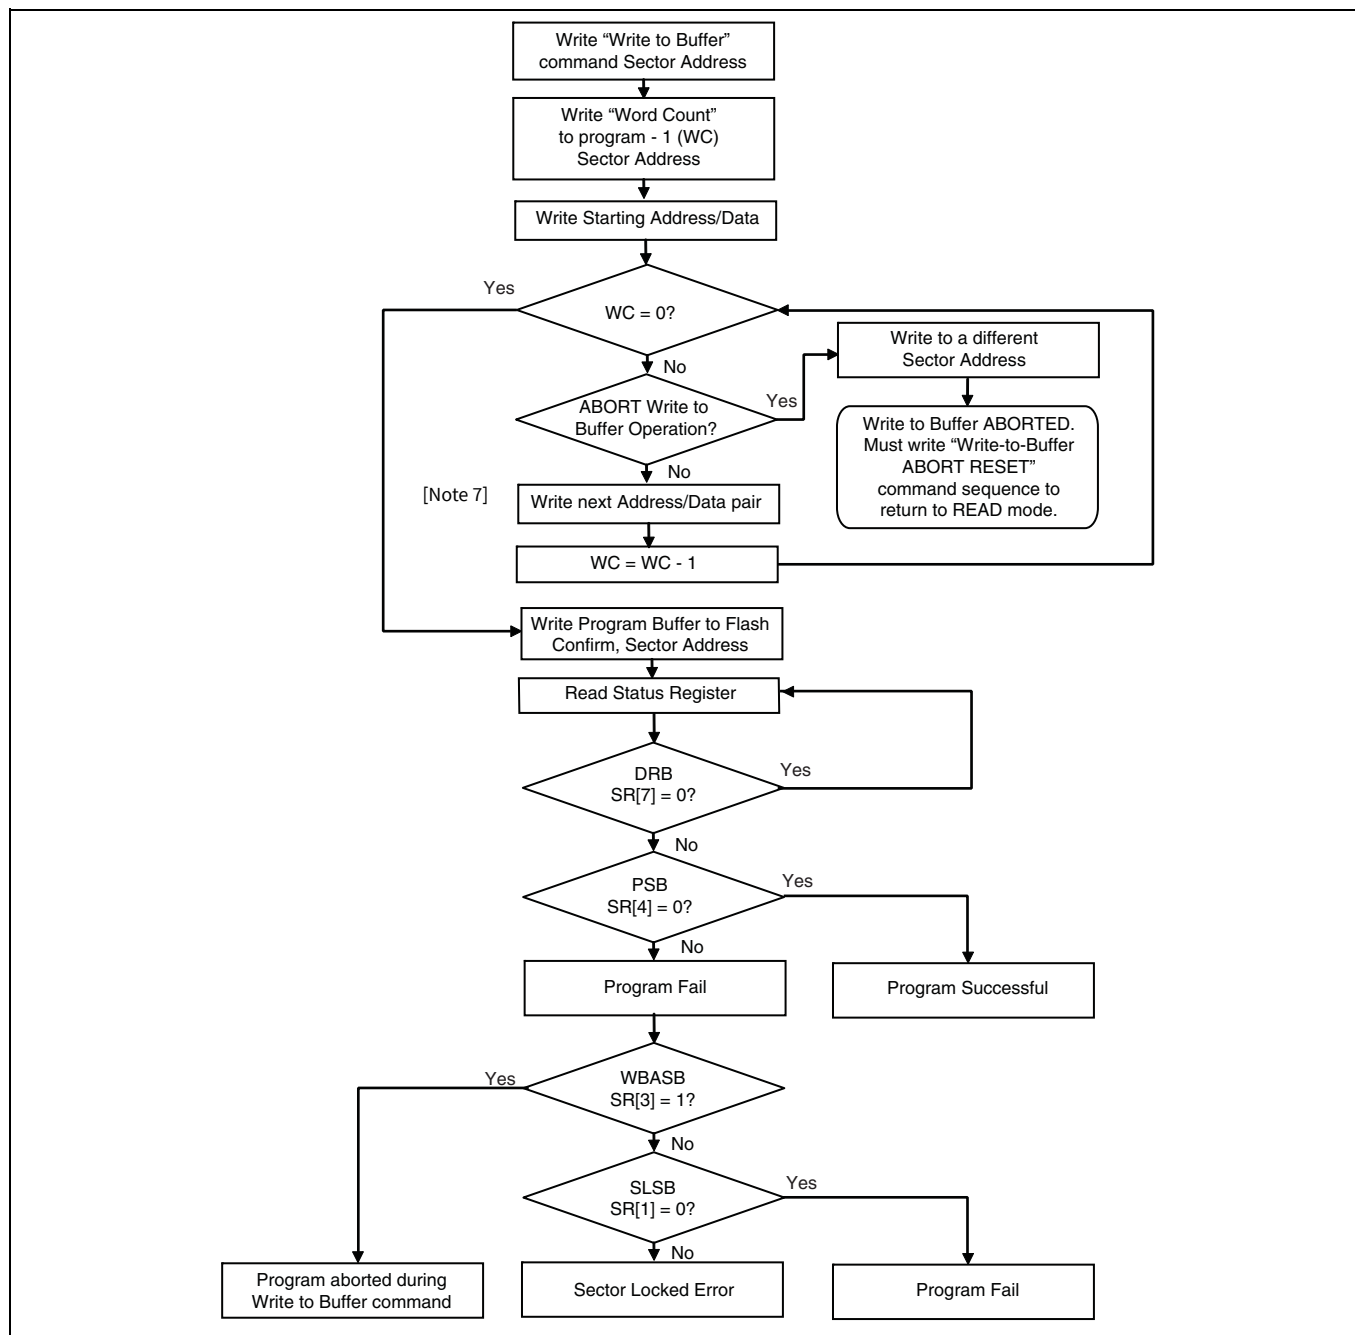 Write “Write to Buffer”
command Sector Address
Write “Word Count”
to program - 1 (WC)
Sector Address
Write Starting Address/Data
Yes
WC = 0?
No
Write to a different
Sector Address
ABORT Write to
Buffer Operation?
Yes
No
Write to Buffer ABORTED.
Must write “Write-to-Buffer
ABORT RESET”
command sequence to
return to READ mode.
[Note 7]
Write next Address/Data pair
WC = WC - 1
Write Program Buffer to Flash
Confirm, Sector Address
Read Status Register
DRB
SR[7] = 0?
Yes
No
PSB
SR[4] = 0?
Yes
No
Program Fail
Program Successful
WBASB
SR[3] = 1?
Yes
No
SLSB
SR[1] = 0?
Yes
No
Program aborted during
Write to Buffer command
Sector Locked Error
Program Fail